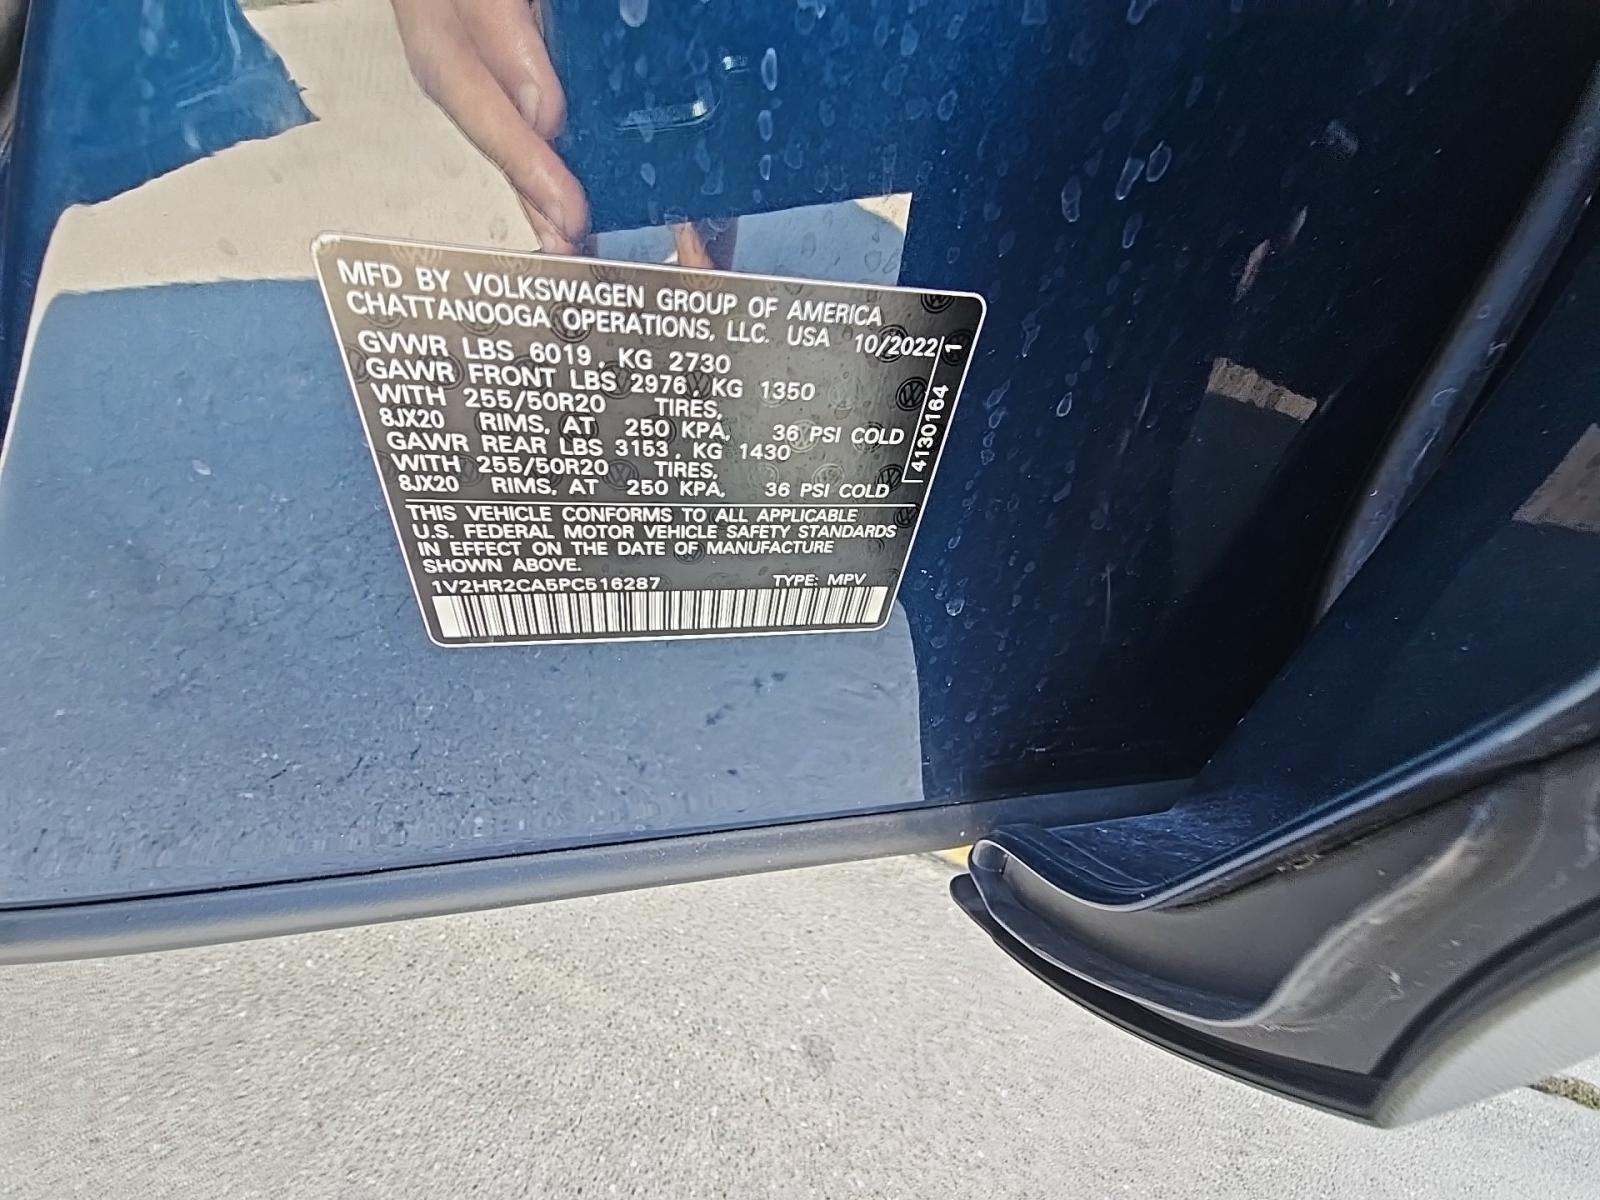 MFD BY VOLKSWAGEN GROUP OF AMERICA
CHATTANOOGA OPERATIONS, LLC. USA 10/2022
GVWR LBS 6019, KG 2730
GAWR FRONT LBS 2976, KG 1350
WITH 255/50R20 TIRES,
8JX20 RIMS, AT 250 KPA, 36 PSI COLD
GAWR REAR LBS 3153, KG 1430
WITH 255/50R20 TIRES,
8JX20 RIMS, AT 250 KPA, 36 PSI COLD
4130164 1
THIS VEHICLE CONFORMS TO ALL APPLICABLE
U.S. FEDERAL MOTOR VEHICLE SAFETY STANDARDS
IN EFFECT ON THE DATE OF MANUFACTURE
SHOWN ABOVE.
1V2HR2CA5PC516287 TYPE: MPV